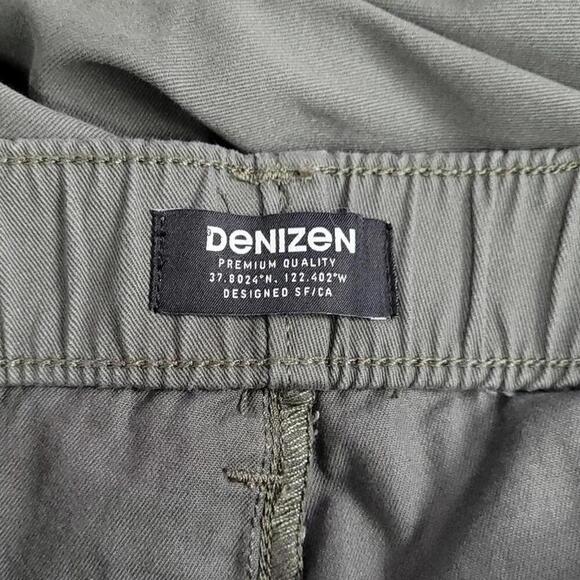 DeNiZeN
PREMIUM QUALITY
37.8024°N, 122.402°W
DESIGNED SF/CA